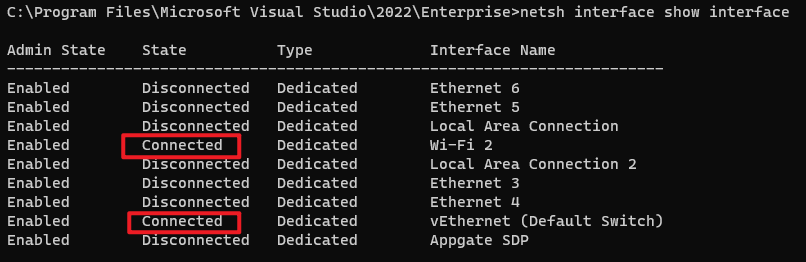 C:\Program Files\Microsoft Visual Studio\2022\Enterprise>netsh interface show interface
Admin State    State          Type             Interface Name
-------------------------------------------------------------------------
Enabled        Disconnected   Dedicated        Ethernet 6
Enabled        Disconnected   Dedicated        Ethernet 5
Enabled        Disconnected   Dedicated        Local Area Connection
Enabled        Connected      Dedicated        Wi-Fi 2
Enabled        Disconnected   Dedicated        Local Area Connection 2
Enabled        Disconnected   Dedicated        Ethernet 3
Enabled        Disconnected   Dedicated        Ethernet 4
Enabled        Connected      Dedicated        vEthernet (Default Switch)
Enabled        Disconnected   Dedicated        Appgate SDP